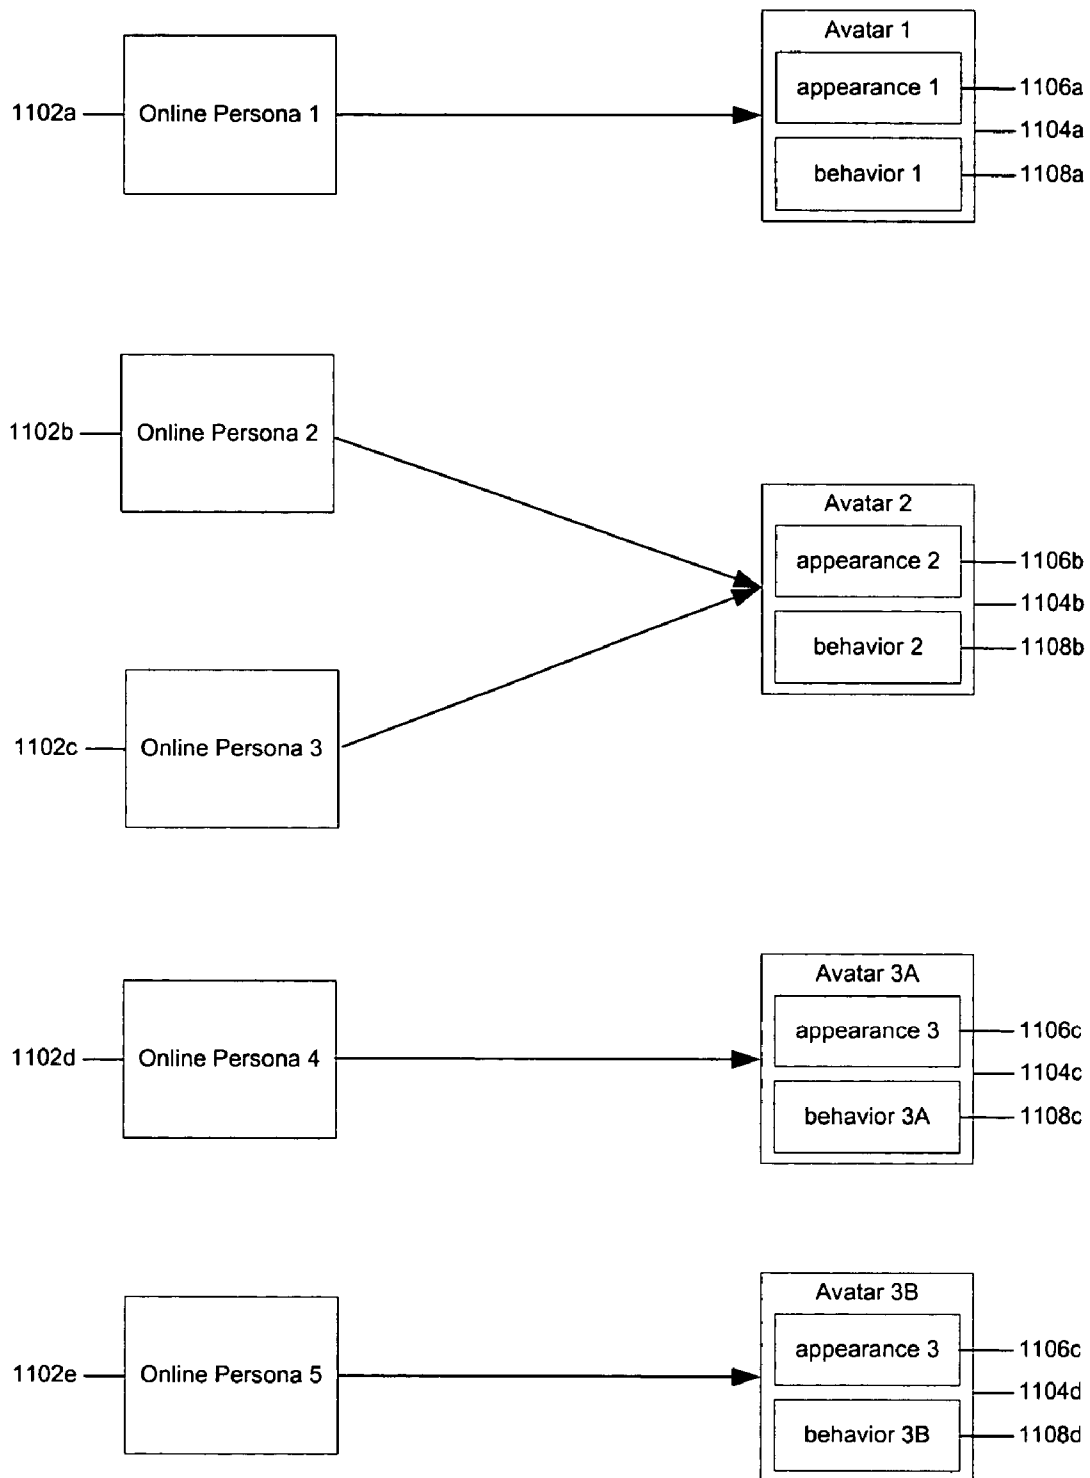 Avatar 1
1102a
Online Persona 1
appearance 1
1106a
1104a
behavior 1
1108a
1102b
Online Persona 2
Avatar 2
appearance 2
1106b
1104b
behavior 2
1108b
1102c
Online Persona 3
Avatar 3A
1102d
Online Persona 4
appearance 3
1106c
1104c
behavior 3A
1108c
Avatar 3B
1102e
Online Persona 5
appearance 3
1106c
1104d
behavior 3B
1108d